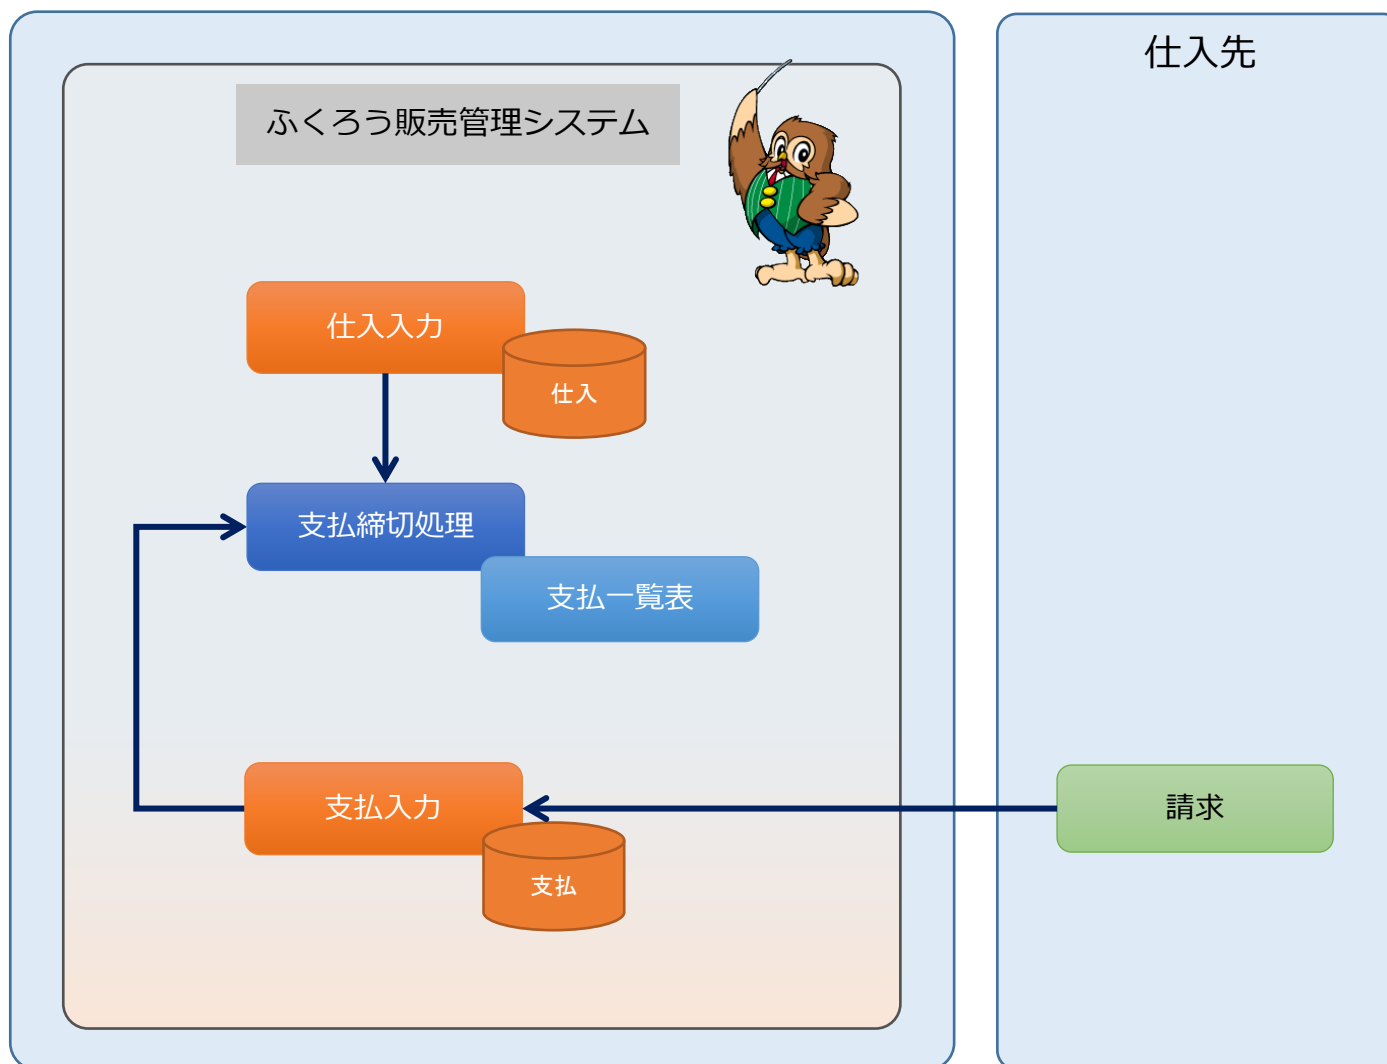 仕入先
ふくろう販売管理システム
仕入入力
仕入
支払締切処理
支払一覧表
支払入力
請求
支払